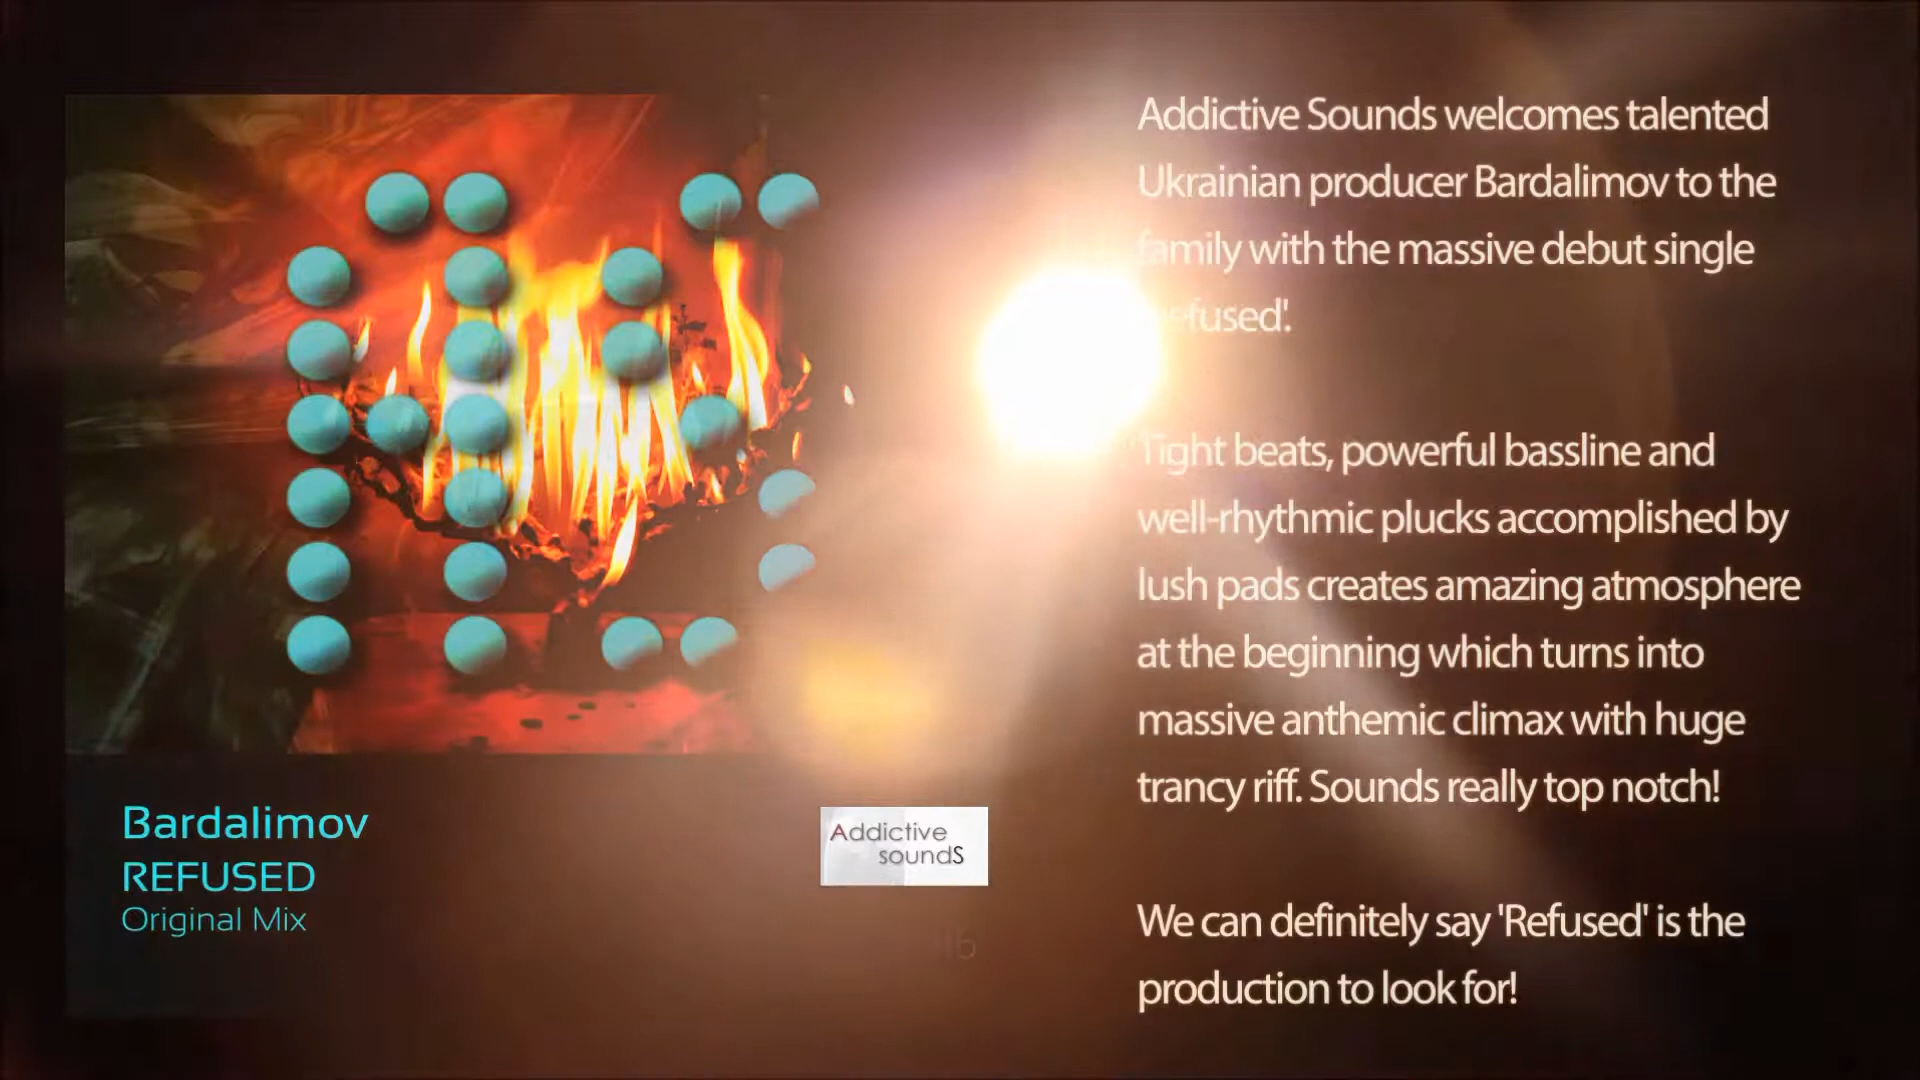 Addictive Sounds welcomes talented
Ukrainian producer Bardalimov to the
family with the massive debut single
Tight beats, powerful bassline and
well-rhythmic plucks accomplished by
lush pads creates amazing atmosphere
at the beginning which turns into
massive anthemic climax with huge
trancy riff. Sounds really top notch!
We can definitely say 'Refused' is the
production to look for!
Bardalimov
REFUSED
Original Mix
Addictive
soundS